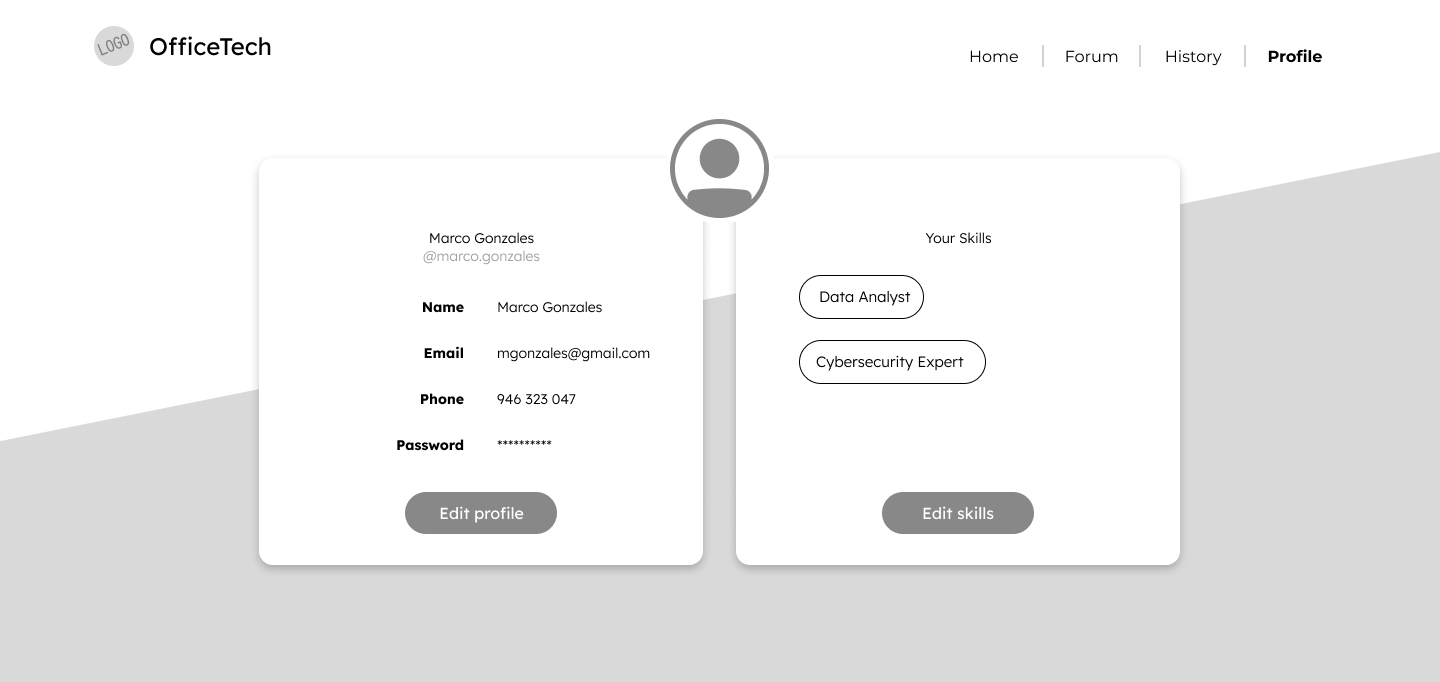 LOGO
OfficeTech
Home
Forum
History
Profile
Marco Gonzales
@marco.gonzales
Name Marco Gonzales
Email mgonzales@gmail.com
Phone 946 323 047
Password **********
Edit profile
Your Skills
Data Analyst
Cybersecurity Expert
Edit skills